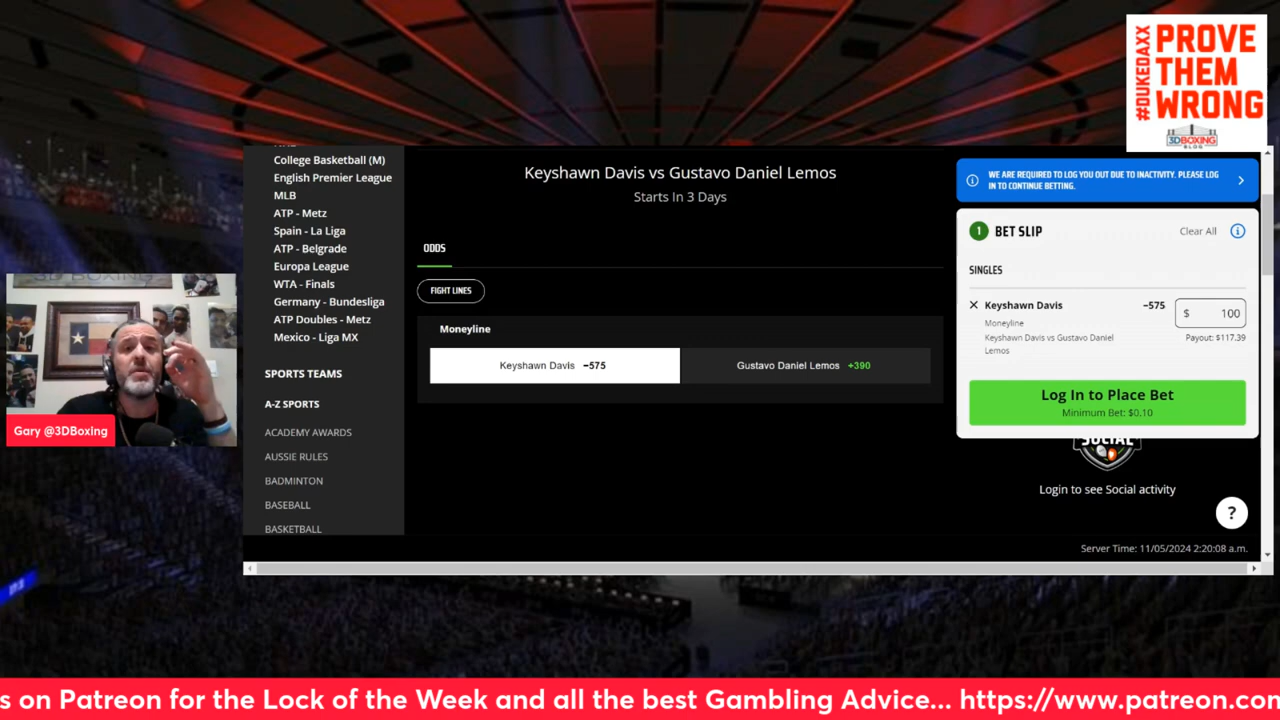 #DUKEDAXX
PROVE
THEM
WRONG
3DBOXING
BLOG
College Basketball (M)
English Premier League
MLB
ATP - Metz
Spain - La Liga
ATP - Belgrade
Europa League
WTA - Finals
Germany - Bundesliga
ATP Doubles - Metz
Mexico - Liga MX
SPORTS TEAMS
A-Z SPORTS
ACADEMY AWARDS
AUSSIE RULES
BADMINTON
BASEBALL
BASKETBALL
Keyshawn Davis vs Gustavo Daniel Lemos
Starts In 3 Days
ODDS
FIGHT LINES
Moneyline
Keyshawn Davis −575
Gustavo Daniel Lemos +390
WE ARE REQUIRED TO LOG YOU OUT DUE TO INACTIVITY. PLEASE LOG
IN TO CONTINUE BETTING.
1 BET SLIP Clear All
SINGLES
Keyshawn Davis −575 $ 100
Moneyline
Payout: $117.39
Keyshawn Davis vs Gustavo Daniel
Lemos
Log In to Place Bet
Minimum Bet: $0.10
SOCIAL
Login to see Social activity
?
Server Time: 11/05/2024 2:20:08 a.m.
3D BOXING
Gary @3DBoxing
s on Patreon for the Lock of the Week and all the best Gambling Advice... https://www.patreon.con